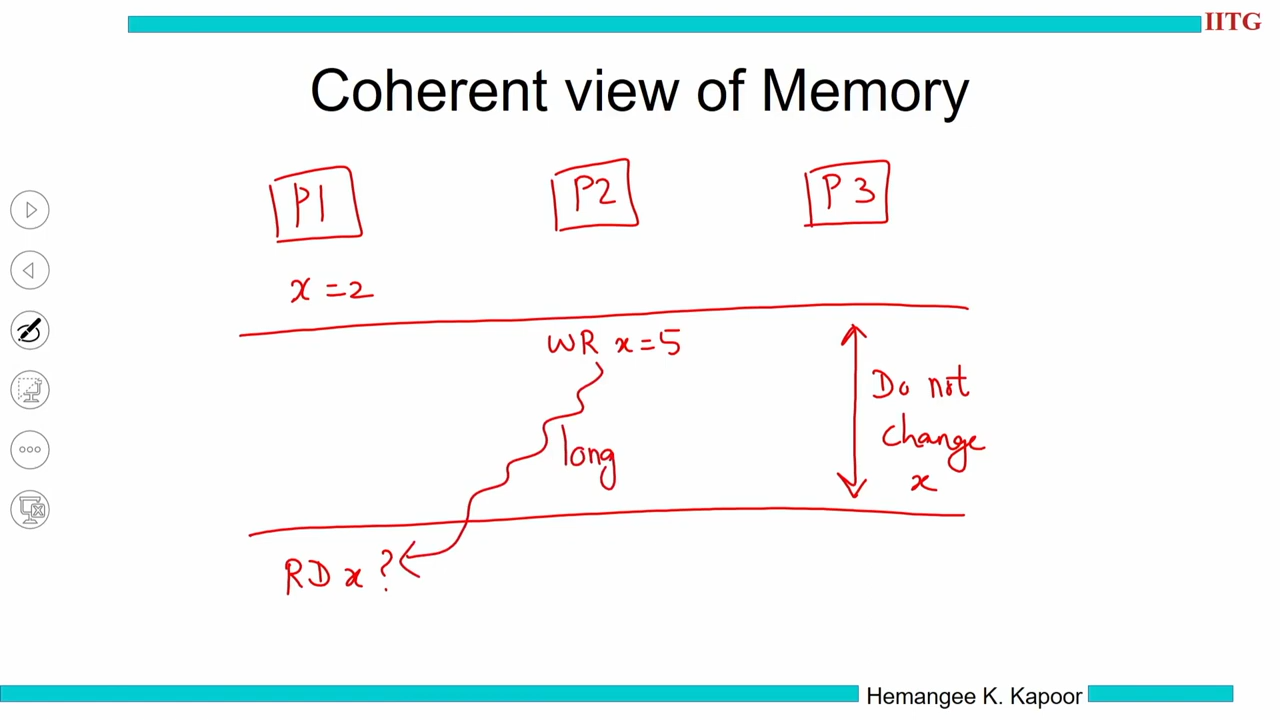 IITG
Coherent view of Memory
P1
P2
P3
x = 2
WR x = 5
Do not
change
x
long
RD x ?
Hemangee K. Kapoor